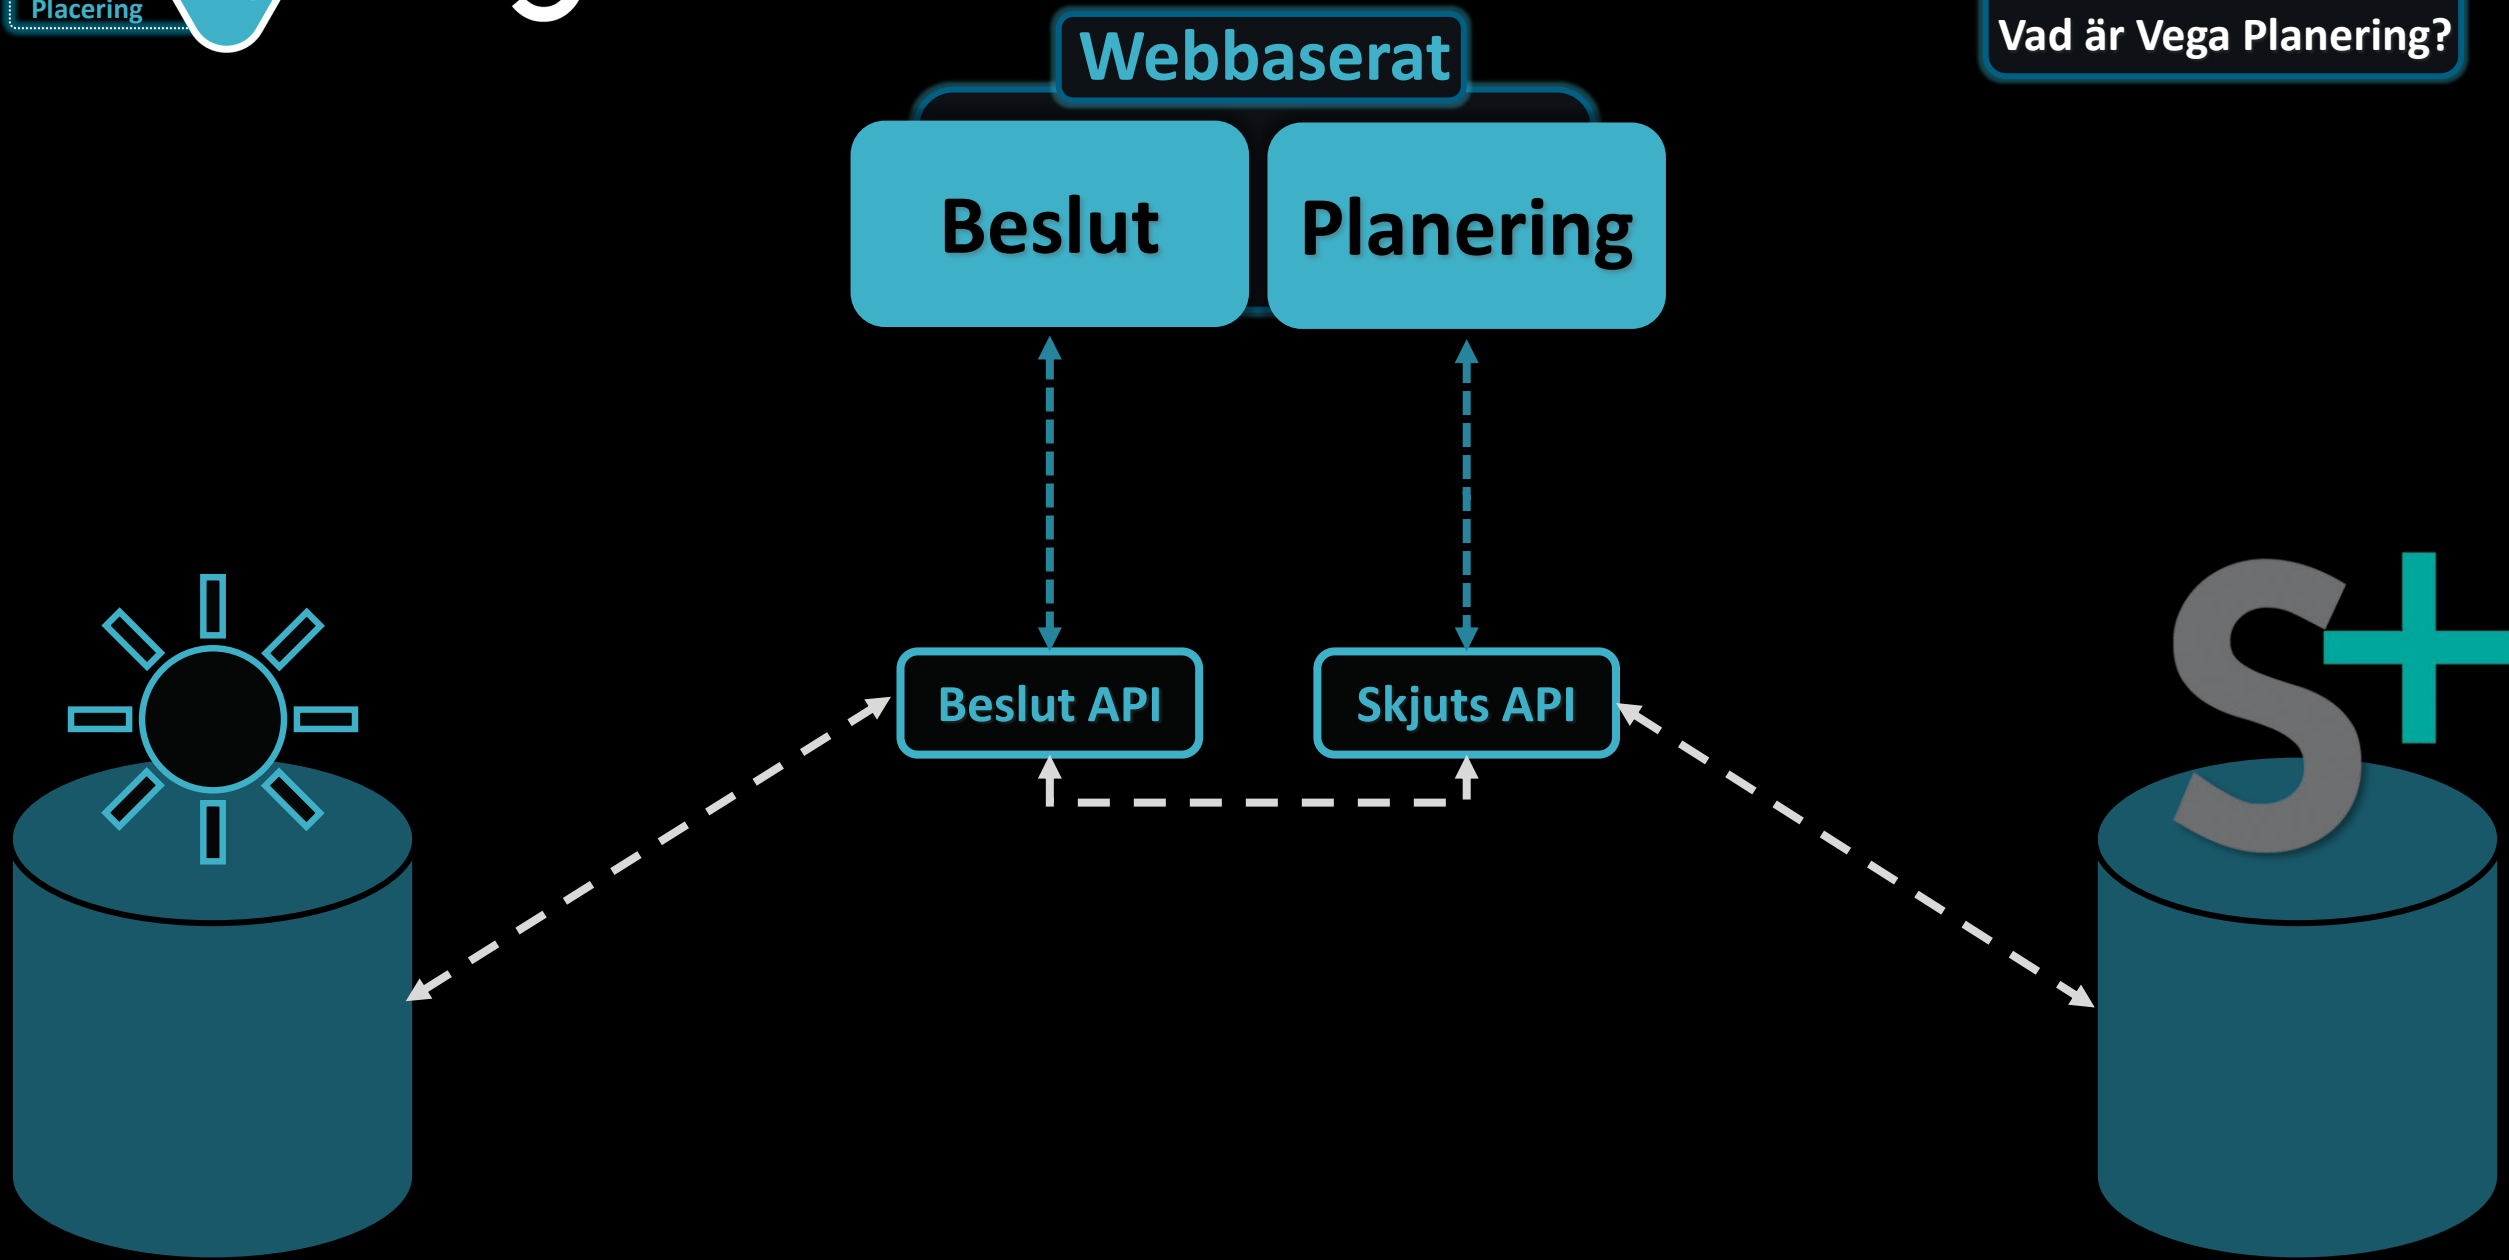 Placering
Webbaserat
Vad är Vega Planering?
Beslut
Planering
Beslut API
Skjuts API
S+